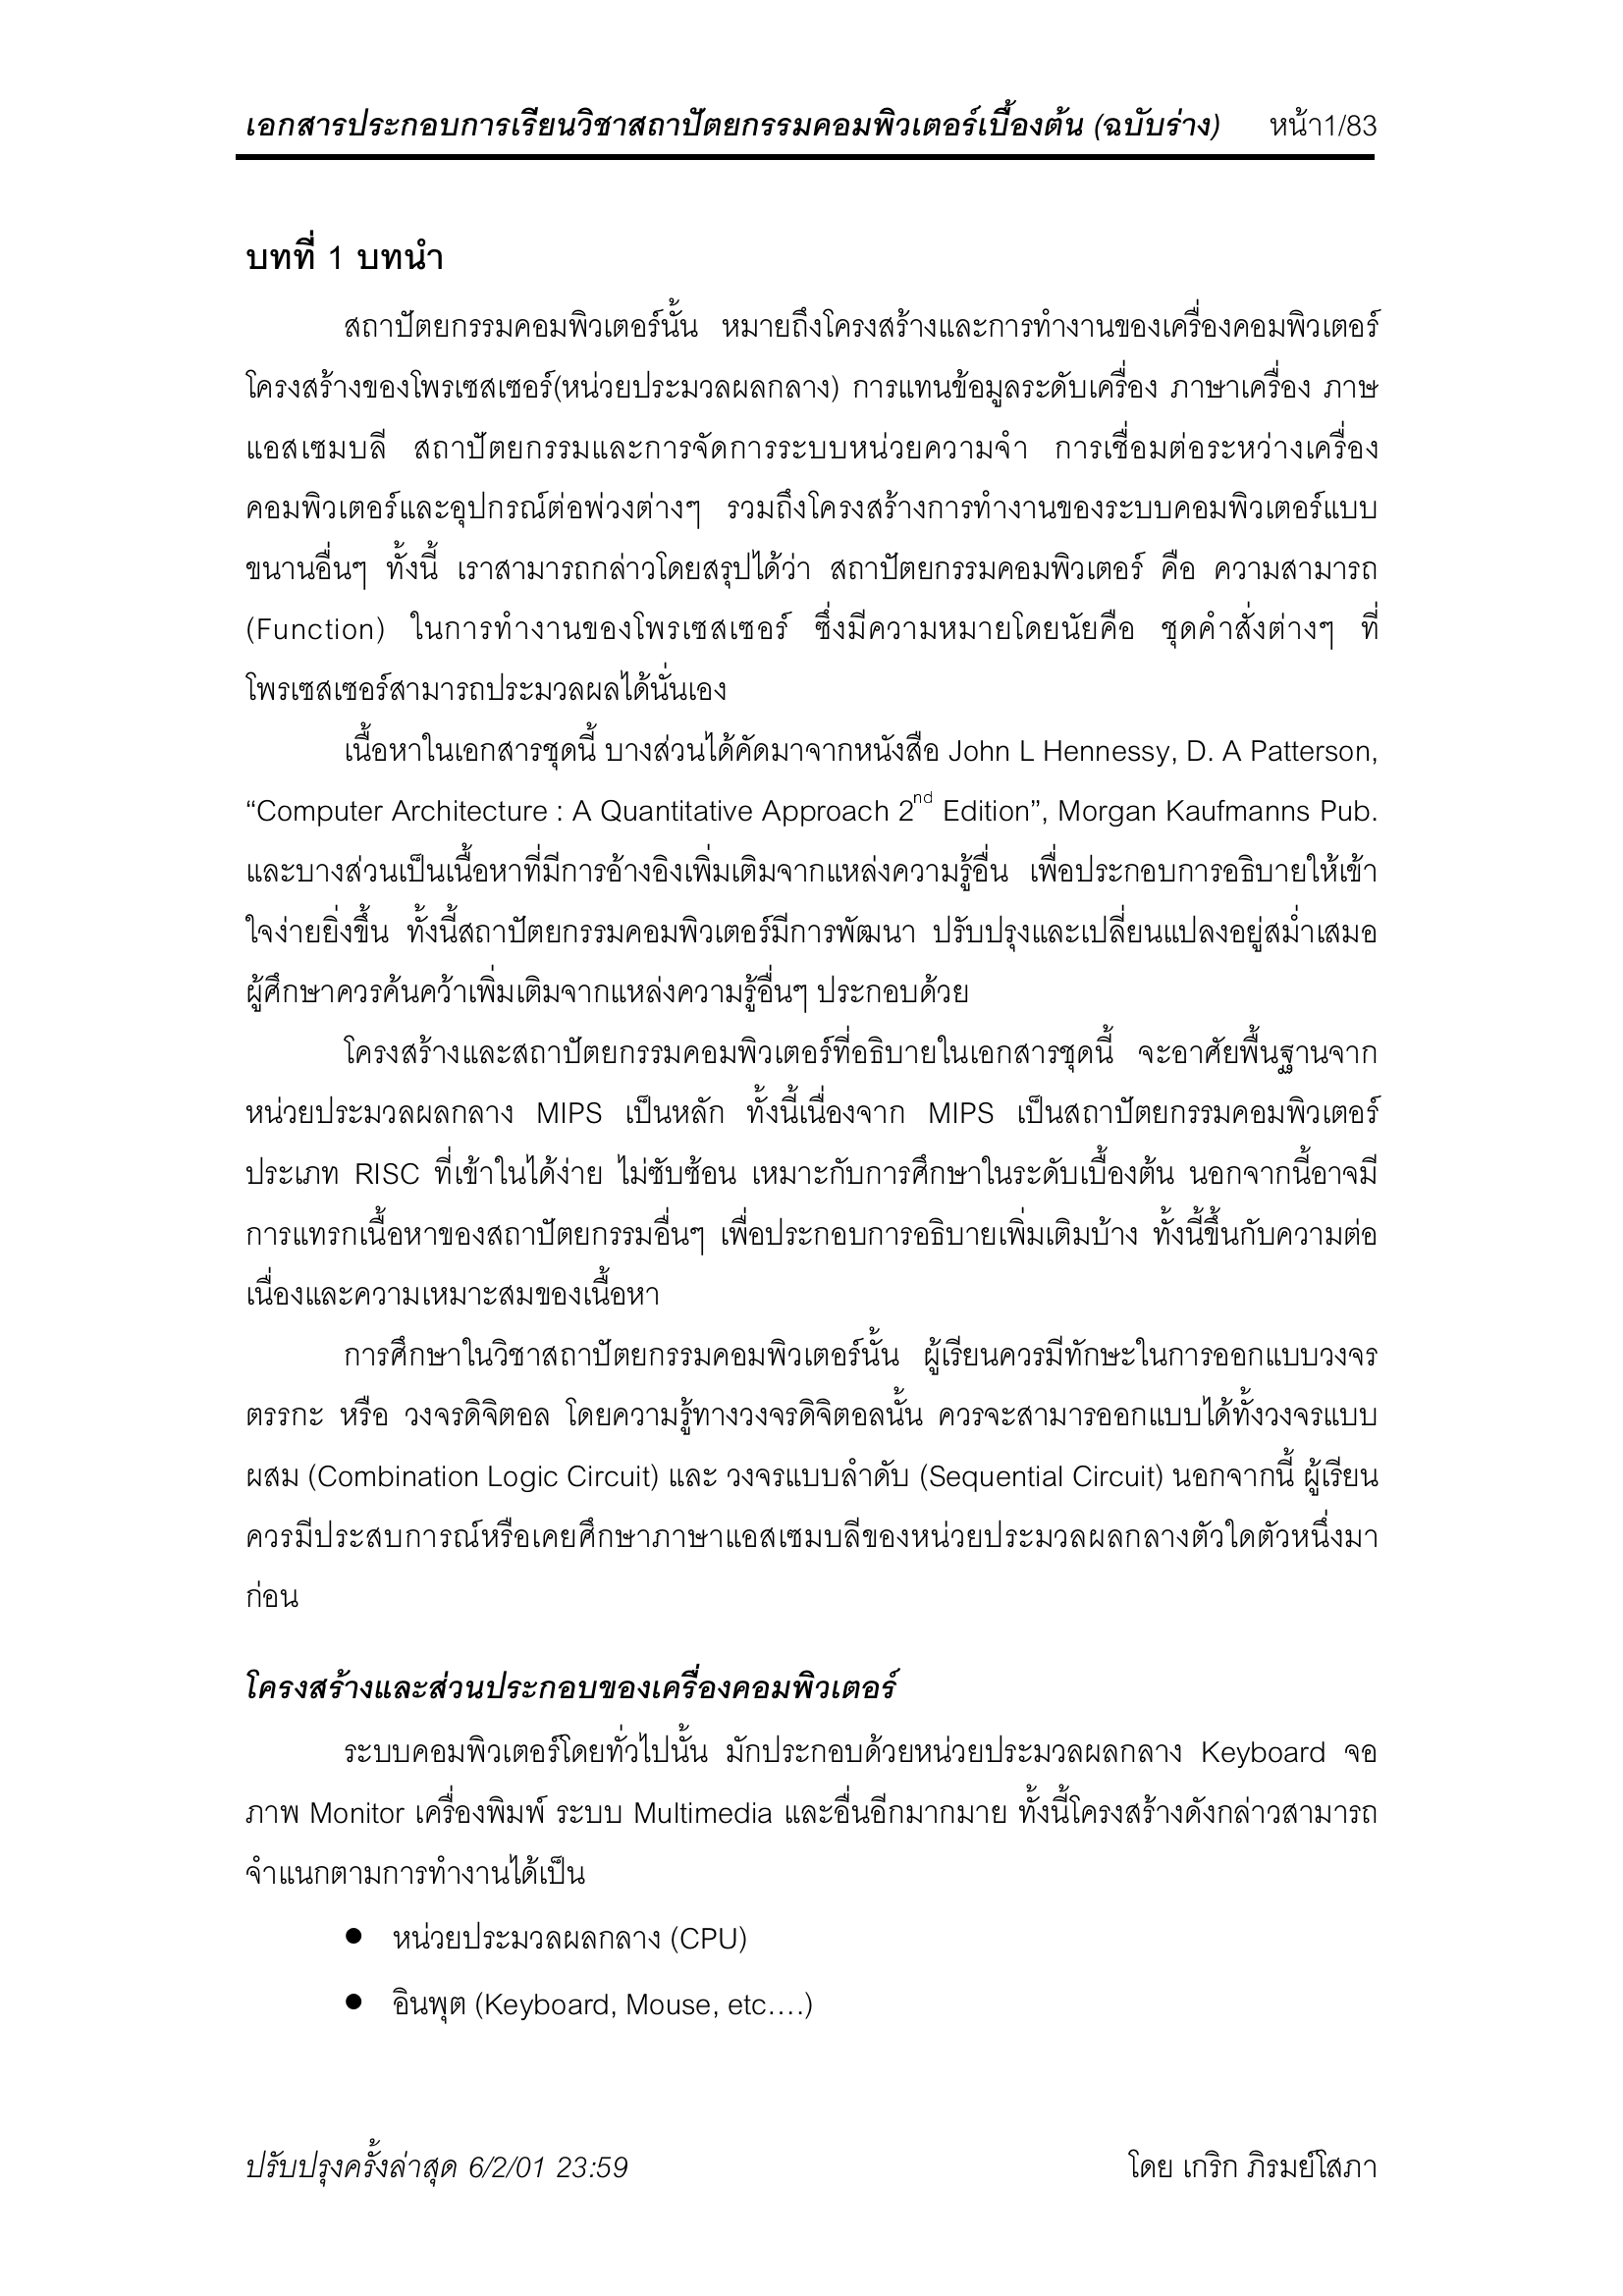 เอกสารประกอบการเรียนวิชาสถาปัตยกรรมคอมพิวเตอร์เบื้องต้น (ฉบับร่าง) หน้า1/83
บทที่ 1 บทนำ
สถาปัตยกรรมคอมพิวเตอร์นั้น หมายถึงโครงสร้างและการทำงานของเครื่องคอมพิวเตอร์
โครงสร้างของโพรเซสเซอร์(หน่วยประมวลผลกลาง) การแทนข้อมูลระดับเครื่อง ภาษาเครื่อง ภาษ
แอสเซมบลี สถาปัตยกรรมและการจัดการระบบหน่วยความจำ การเชื่อมต่อระหว่างเครื่อง
คอมพิวเตอร์และอุปกรณ์ต่อพ่วงต่างๆ รวมถึงโครงสร้างการทำงานของระบบคอมพิวเตอร์แบบ
ขนานอื่นๆ ทั้งนี้ เราสามารถกล่าวโดยสรุปได้ว่า สถาปัตยกรรมคอมพิวเตอร์ คือ ความสามารถ
(Function) ในการทำงานของโพรเซสเซอร์ ซึ่งมีความหมายโดยนัยคือ ชุดคำสั่งต่างๆ ที่
โพรเซสเซอร์สามารถประมวลผลได้นั่นเอง
เนื้อหาในเอกสารชุดนี้ บางส่วนได้คัดมาจากหนังสือ John L Hennessy, D. A Patterson,
“Computer Architecture : A Quantitative Approach 2nd Edition”, Morgan Kaufmanns Pub.
และบางส่วนเป็นเนื้อหาที่มีการอ้างอิงเพิ่มเติมจากแหล่งความรู้อื่น เพื่อประกอบการอธิบายให้เข้า
ใจง่ายยิ่งขึ้น ทั้งนี้สถาปัตยกรรมคอมพิวเตอร์มีการพัฒนา ปรับปรุงและเปลี่ยนแปลงอยู่สม่ำเสมอ
ผู้ศึกษาควรค้นคว้าเพิ่มเติมจากแหล่งความรู้อื่นๆ ประกอบด้วย
โครงสร้างและสถาปัตยกรรมคอมพิวเตอร์ที่อธิบายในเอกสารชุดนี้ จะอาศัยพื้นฐานจาก
หน่วยประมวลผลกลาง MIPS เป็นหลัก ทั้งนี้เนื่องจาก MIPS เป็นสถาปัตยกรรมคอมพิวเตอร์
ประเภท RISC ที่เข้าในได้ง่าย ไม่ซับซ้อน เหมาะกับการศึกษาในระดับเบื้องต้น นอกจากนี้อาจมี
การแทรกเนื้อหาของสถาปัตยกรรมอื่นๆ เพื่อประกอบการอธิบายเพิ่มเติมบ้าง ทั้งนี้ขึ้นกับความต่อ
เนื่องและความเหมาะสมของเนื้อหา
การศึกษาในวิชาสถาปัตยกรรมคอมพิวเตอร์นั้น ผู้เรียนควรมีทักษะในการออกแบบวงจร
ตรรกะ หรือ วงจรดิจิตอล โดยความรู้ทางวงจรดิจิตอลนั้น ควรจะสามารออกแบบได้ทั้งวงจรแบบ
ผสม (Combination Logic Circuit) และ วงจรแบบลำดับ (Sequential Circuit) นอกจากนี้ ผู้เรียน
ควรมีประสบการณ์หรือเคยศึกษาภาษาแอสเซมบลีของหน่วยประมวลผลกลางตัวใดตัวหนึ่งมา
ก่อน
โครงสร้างและส่วนประกอบของเครื่องคอมพิวเตอร์
ระบบคอมพิวเตอร์โดยทั่วไปนั้น มักประกอบด้วยหน่วยประมวลผลกลาง Keyboard จอ
ภาพ Monitor เครื่องพิมพ์ ระบบ Multimedia และอื่นอีกมากมาย ทั้งนี้โครงสร้างดังกล่าวสามารถ
จำแนกตามการทำงานได้เป็น
● หน่วยประมวลผลกลาง (CPU)
● อินพุต (Keyboard, Mouse, etc....)
ปรับปรุงครั้งล่าสุด 6/2/01 23:59 โดย เกริก ภิรมย์โสภา